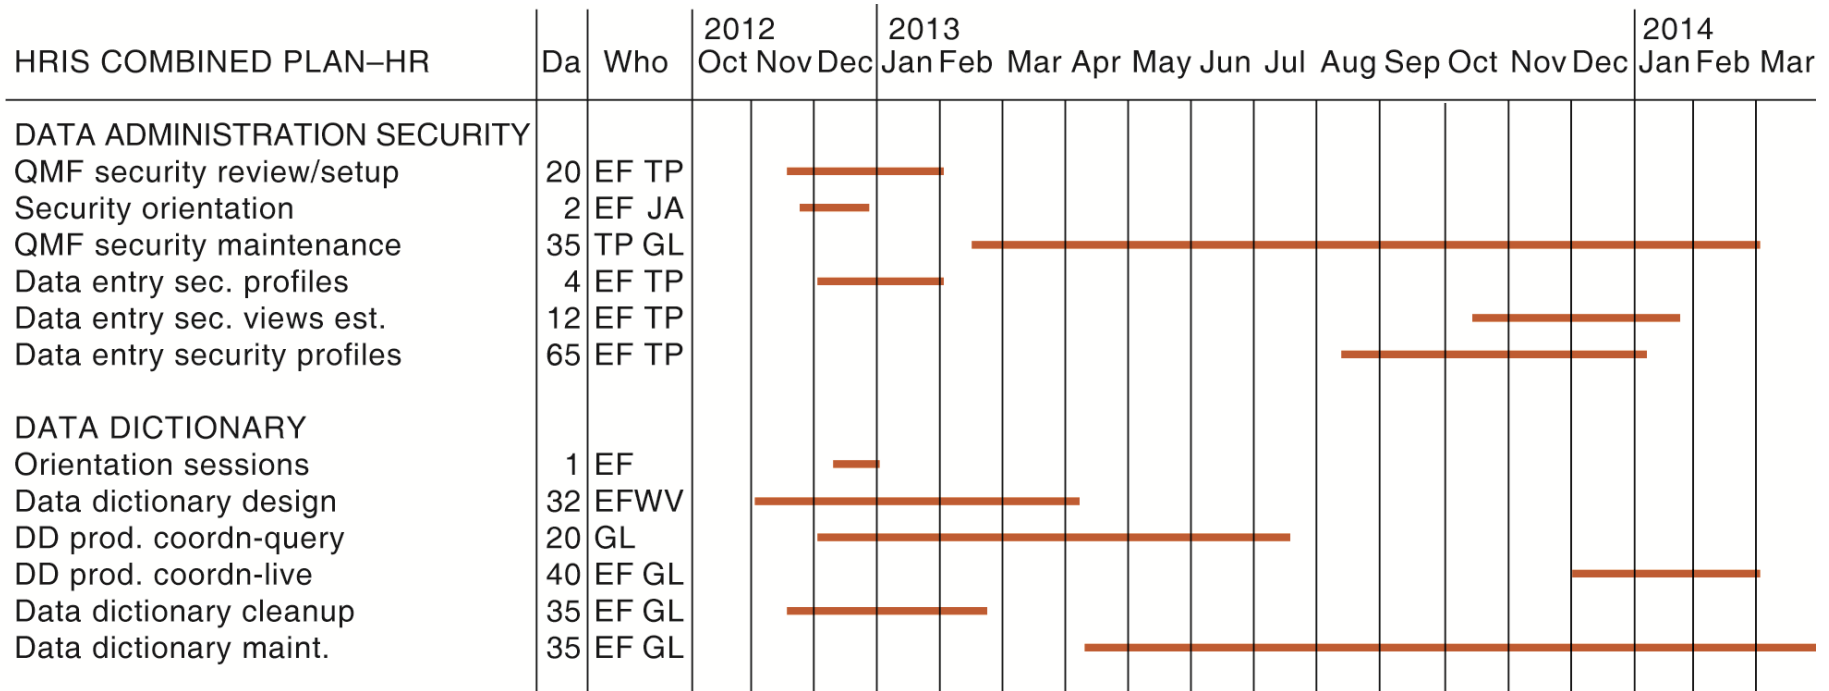 2012 2013 2014
HRIS COMBINED PLAN–HR Da Who Oct Nov Dec Jan Feb Mar Apr May Jun Jul Aug Sep Oct Nov Dec Jan Feb Mar
DATA ADMINISTRATION SECURITY
QMF security review/setup 20 EF TP
Security orientation 2 EF JA
QMF security maintenance 35 TP GL
Data entry sec. profiles 4 EF TP
Data entry sec. views est. 12 EF TP
Data entry security profiles 65 EF TP
DATA DICTIONARY
Orientation sessions 1 EF
Data dictionary design 32 EFWV
DD prod. coordn-query 20 GL
DD prod. coordn-live 40 EF GL
Data dictionary cleanup 35 EF GL
Data dictionary maint. 35 EF GL